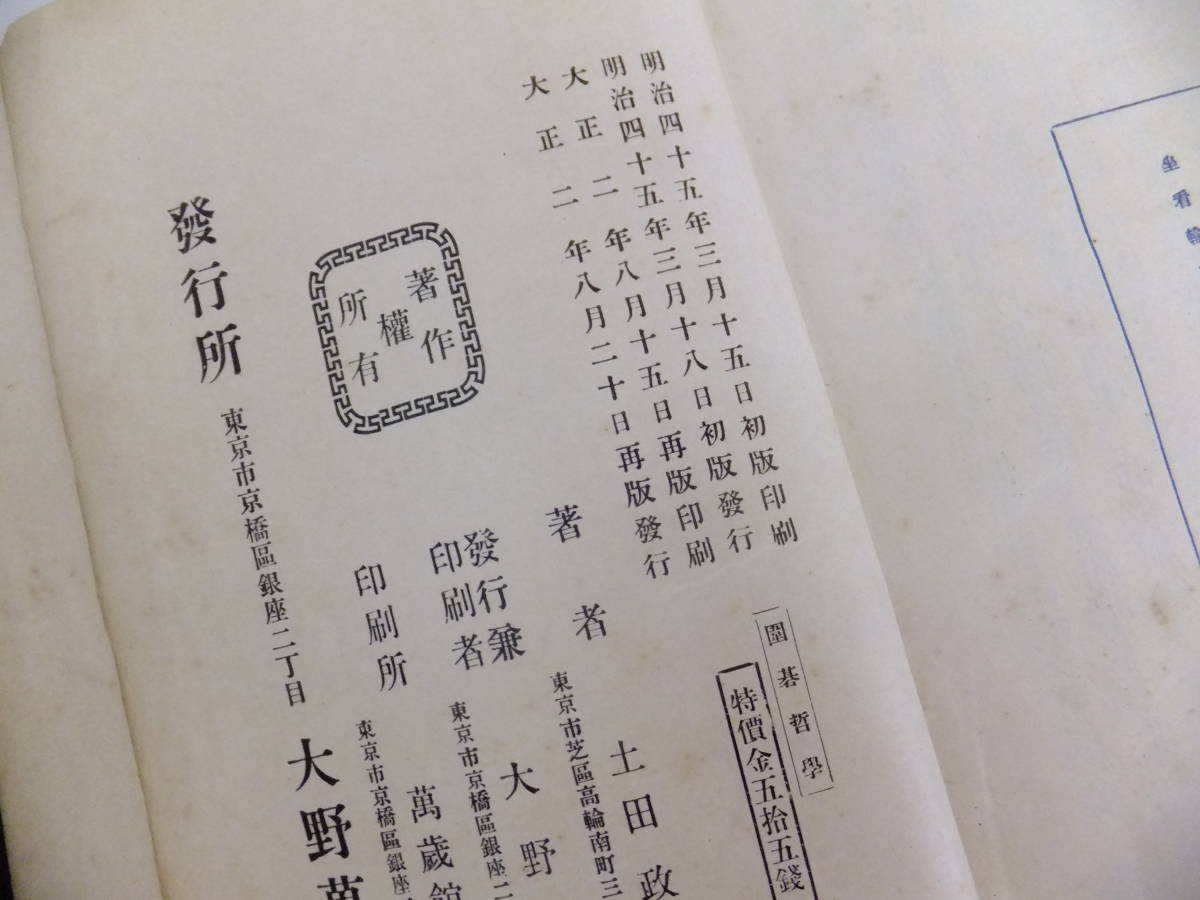 坐看輸
圍碁哲學
特價金五拾五錢
明治四十五年三月十五日初版印刷
明治四十五年三月十八日初版發行
大正二年八月十五日再版印刷
大正二年八月二十日再版發行
著作權所有
著者
東京市芝區高輪南町三
土田政
發行兼
印刷者
東京市京橋區銀座二
大野
印刷所
東京市京橋區銀座
萬歲館
發行所
東京市京橋區銀座二丁目
大野萬